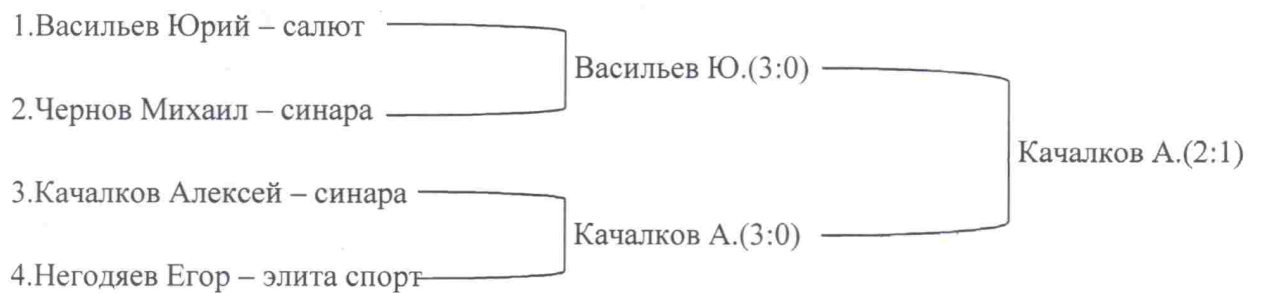 1.Васильев Юрий – салют
Васильев Ю.(3:0)
2.Чернов Михаил – синара
Качалков А.(2:1)
3.Качалков Алексей – синара
Качалков А.(3:0)
4.Негодяев Егор – элита спорт